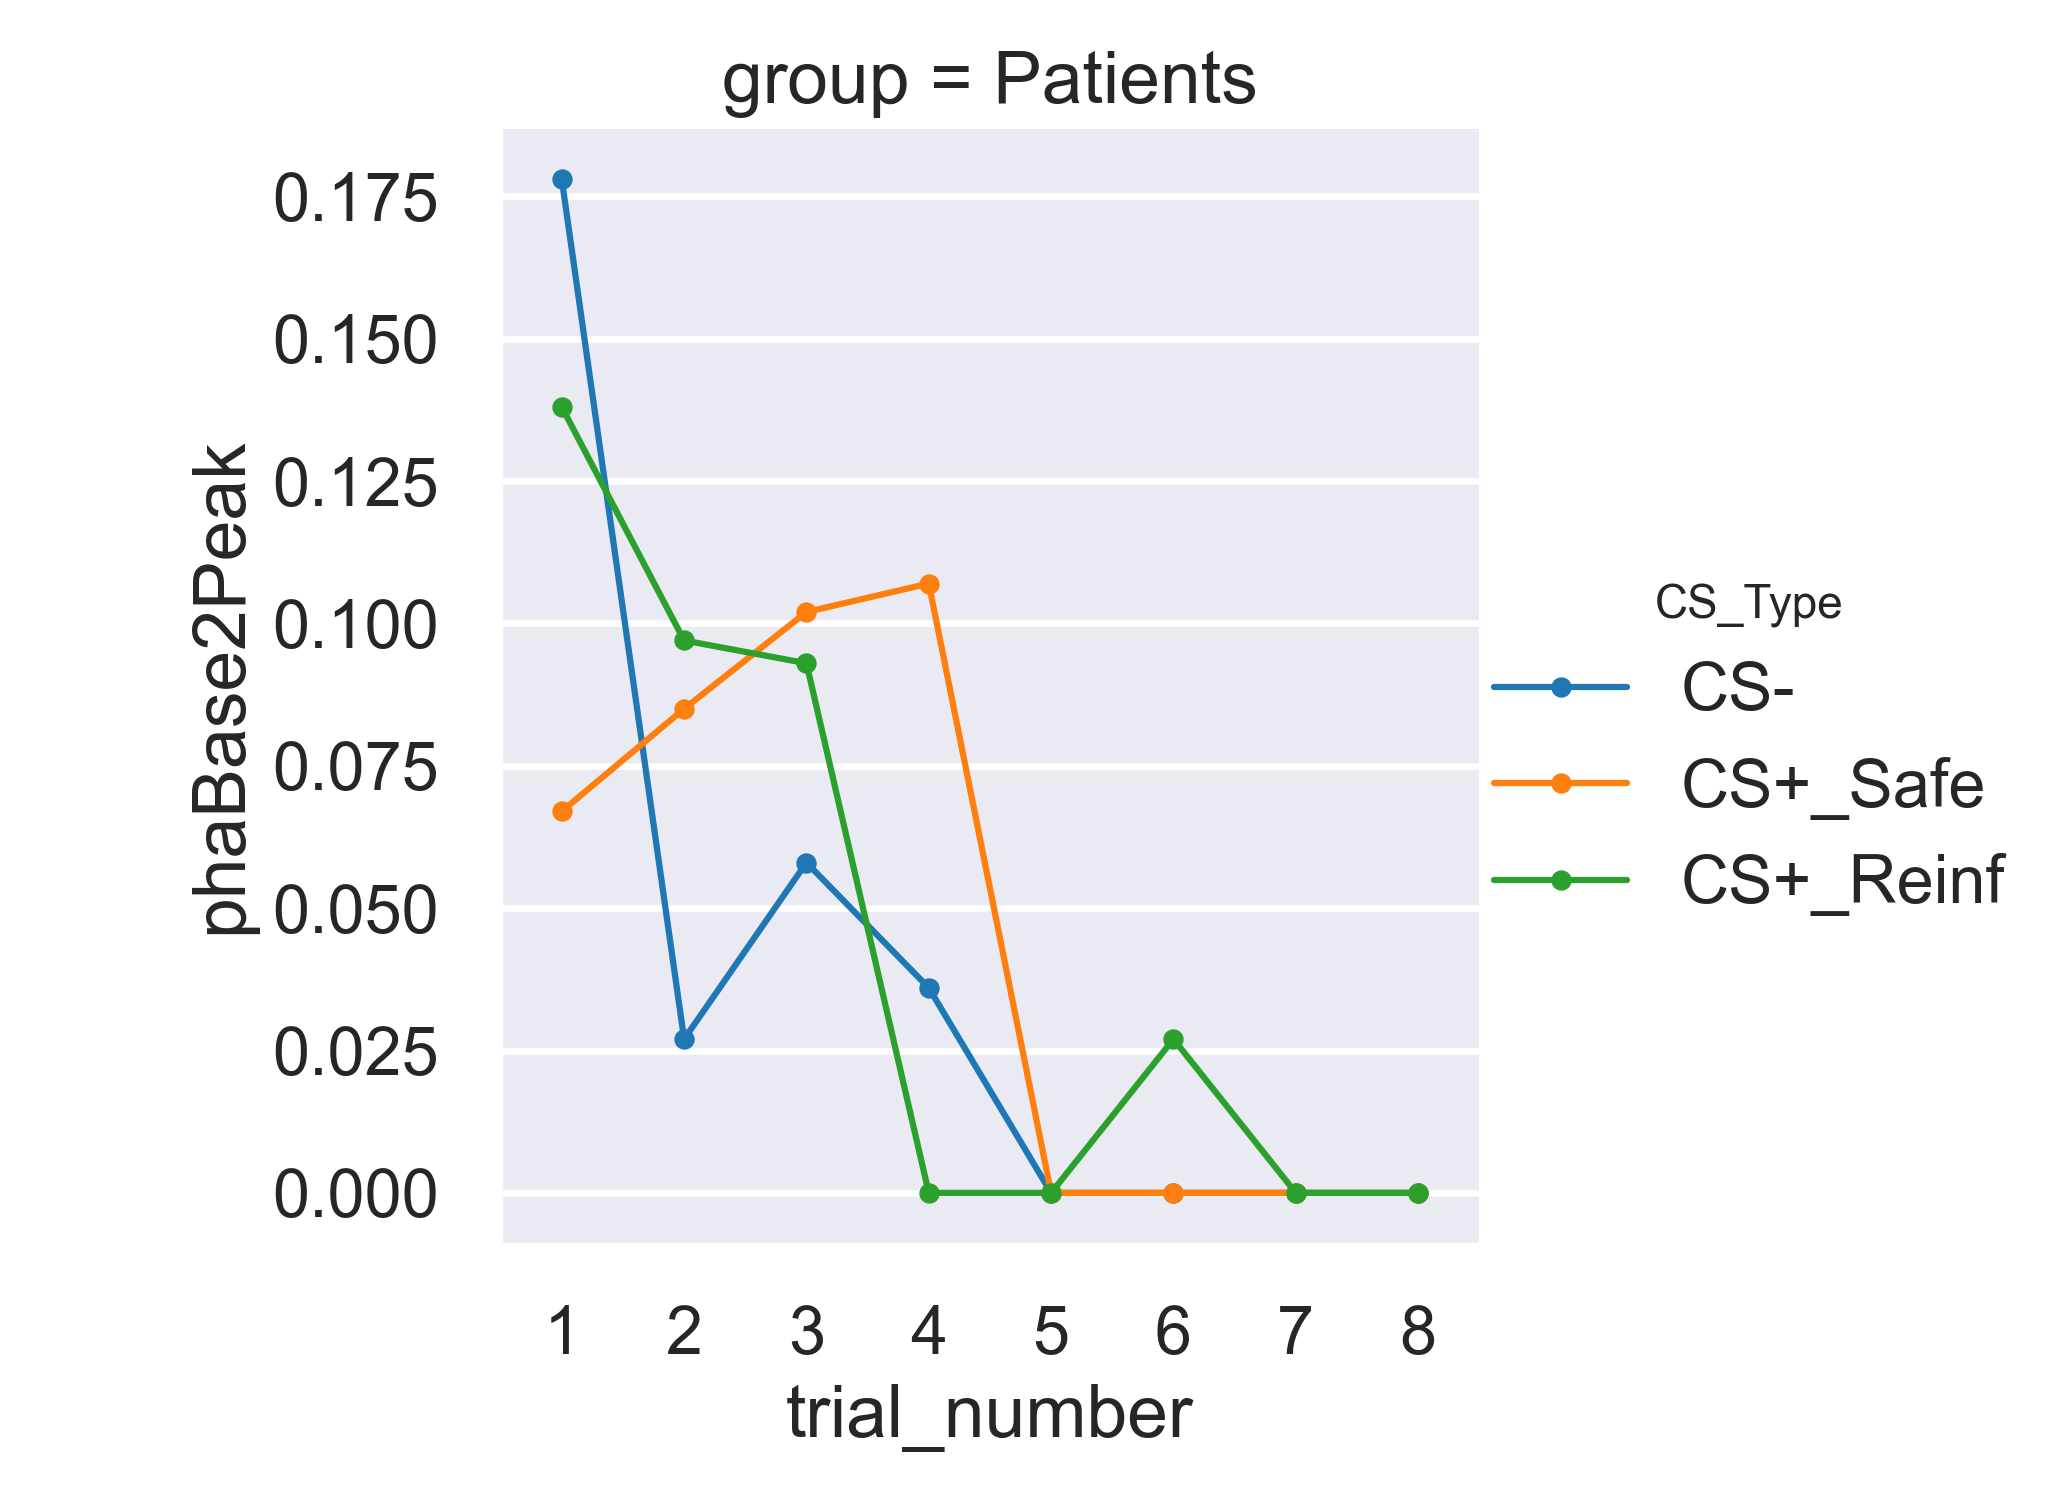 group = Patients
phaBase2Peak
0.175
0.150
0.125
0.100
0.075
0.050
0.025
0.000
1 2 3 4 5 6 7 8
trial_number
CS_Type
CS-
CS+_Safe
CS+_Reinf